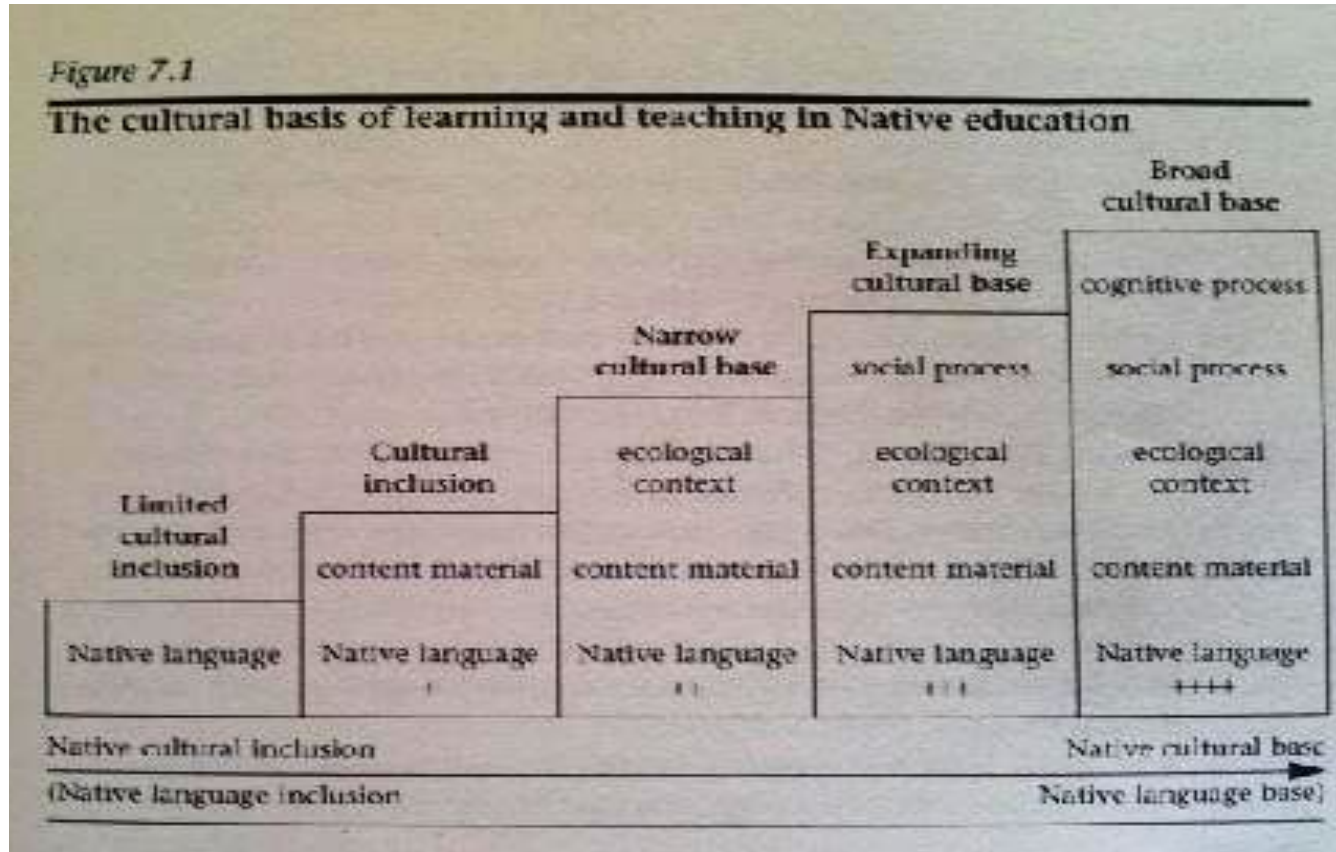 Figure 7.1
The cultural basis of learning and teaching in Native education
Broad
cultural base
Expanding
cultural base
cognitive process
Narrow
cultural base
social process
social process
Cultural
inclusion
ecological
context
ecological
context
ecological
context
Limited
cultural
inclusion
content material
content material
content material
content material
Native language
Native language
Native language
Native language
Native language
+
++
+++
++++
Native cultural inclusion
Native cultural base
(Native language inclusion
Native language base)